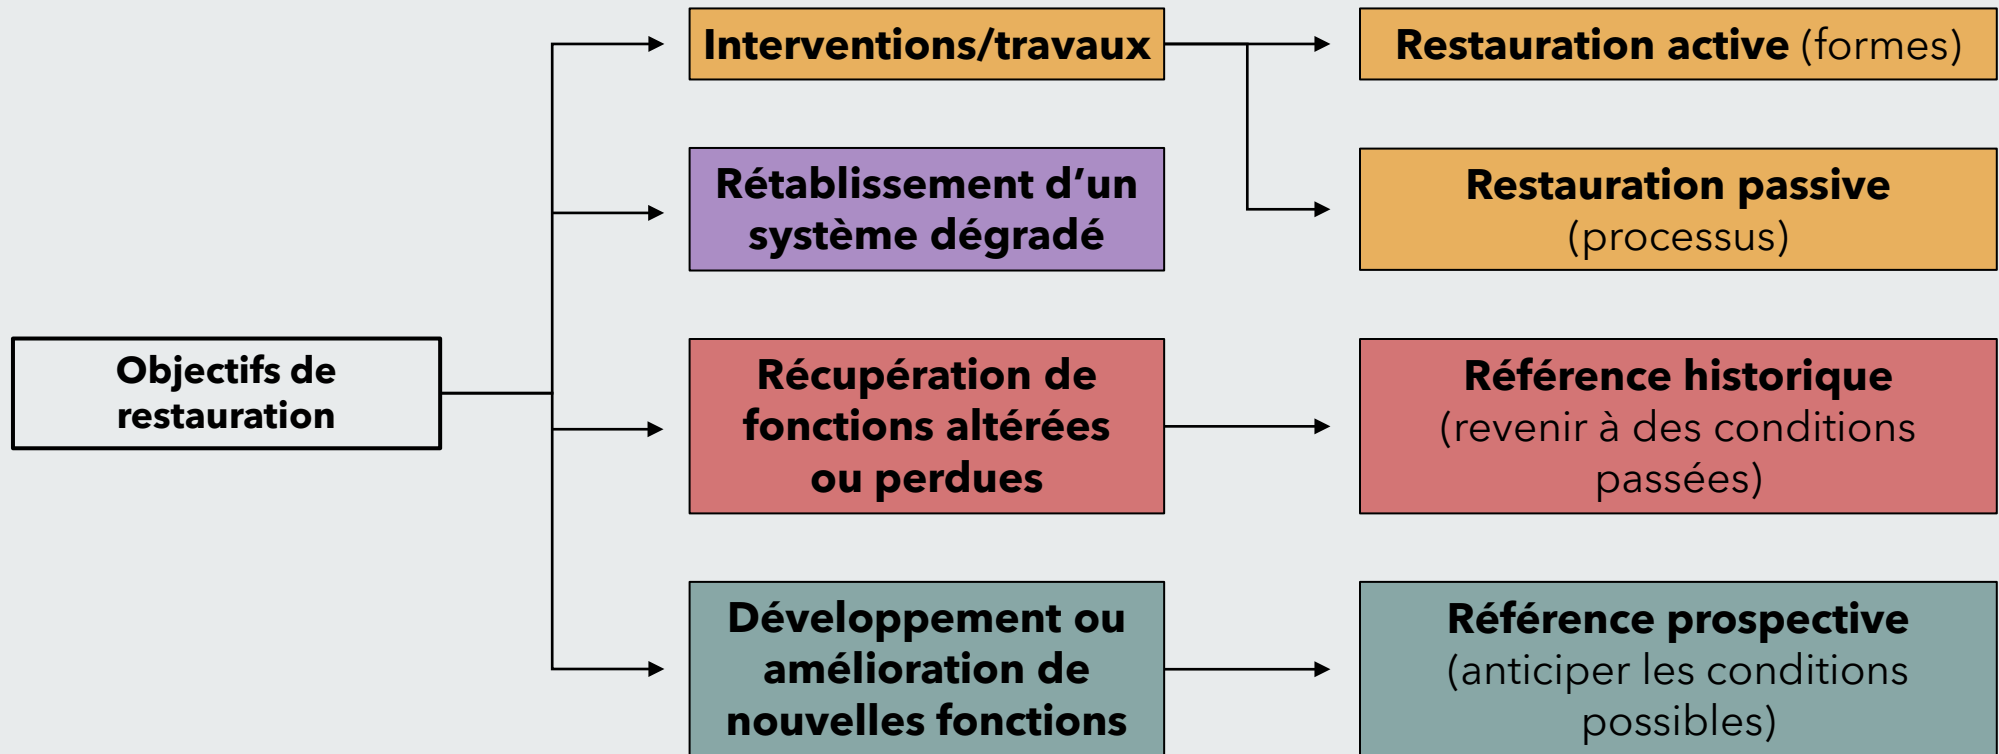 Interventions/travaux
Restauration active (formes)
Rétablissement d’un
système dégradé
Restauration passive
(processus)
Objectifs de
restauration
Récupération de
fonctions altérées
ou perdues
Référence historique
(revenir à des conditions
passées)
Développement ou
amélioration de
nouvelles fonctions
Référence prospective
(anticiper les conditions
possibles)